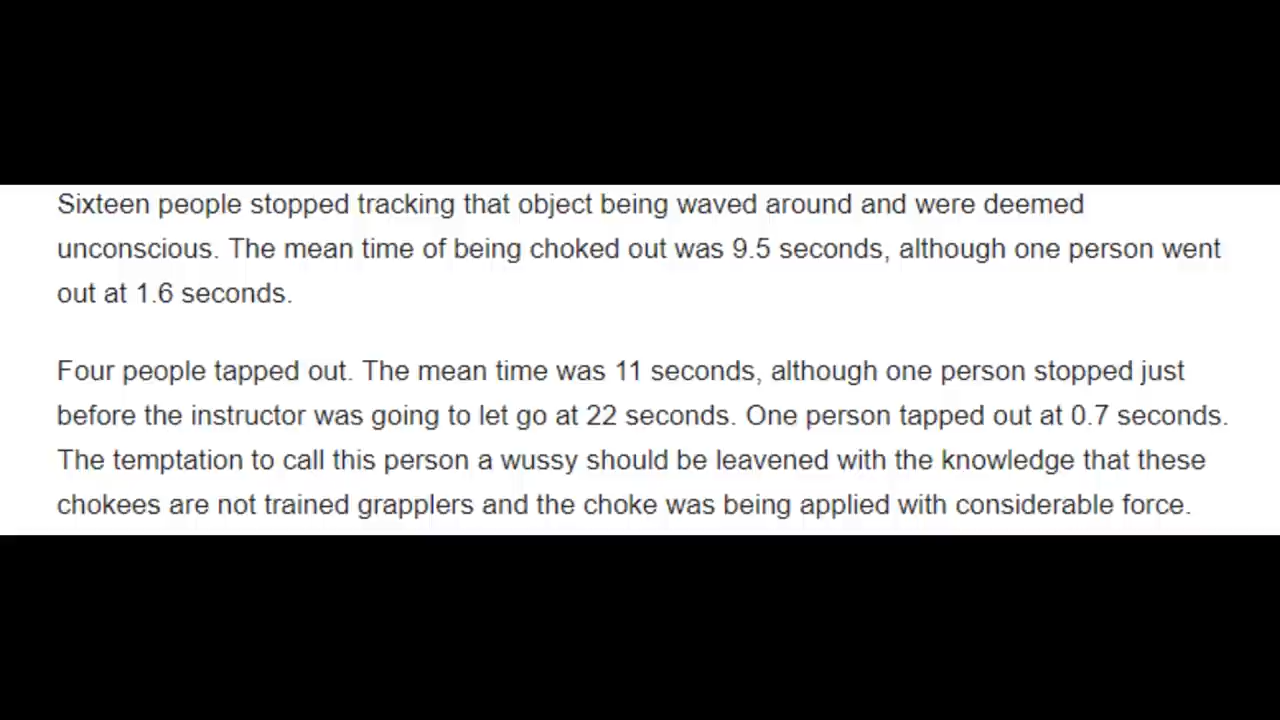 Sixteen people stopped tracking that object being waved around and were deemed
unconscious. The mean time of being choked out was 9.5 seconds, although one person went
out at 1.6 seconds.
Four people tapped out. The mean time was 11 seconds, although one person stopped just
before the instructor was going to let go at 22 seconds. One person tapped out at 0.7 seconds.
The temptation to call this person a wussy should be leavened with the knowledge that these
chokees are not trained grapplers and the choke was being applied with considerable force.